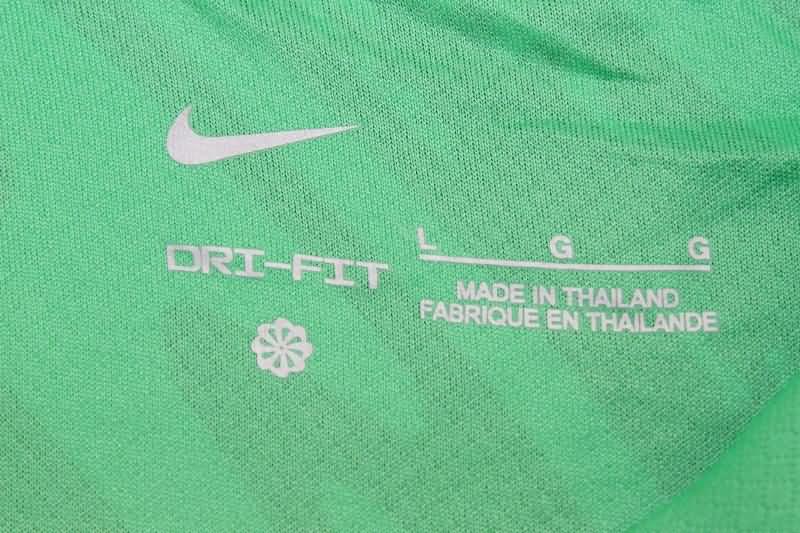 DRI-FIT
L G G
MADE IN THAILAND
FABRIQUE EN THAILANDE